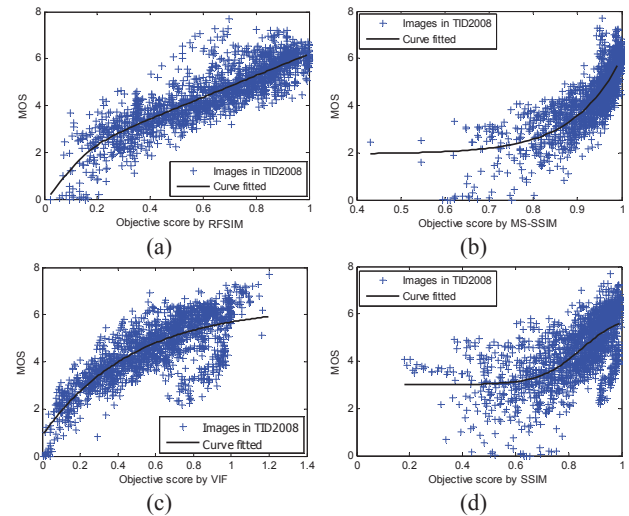 8
6
4
2
0
MOS
Images in TID2008
Curve fitted
0 0.2 0.4 0.6 0.8 1
Objective score by RFSIM
(a)
8
6
4
2
0
MOS
Images in TID2008
Curve fitted
0.4 0.5 0.6 0.7 0.8 0.9 1
Objective score by MS-SSIM
(b)
8
6
4
2
0
MOS
Images in TID2008
Curve fitted
0 0.2 0.4 0.6 0.8 1 1.2 1.4
Objective score by VIF
(c)
8
6
4
2
0
MOS
Images in TID2008
Curve fitted
0 0.2 0.4 0.6 0.8 1
Objective score by SSIM
(d)